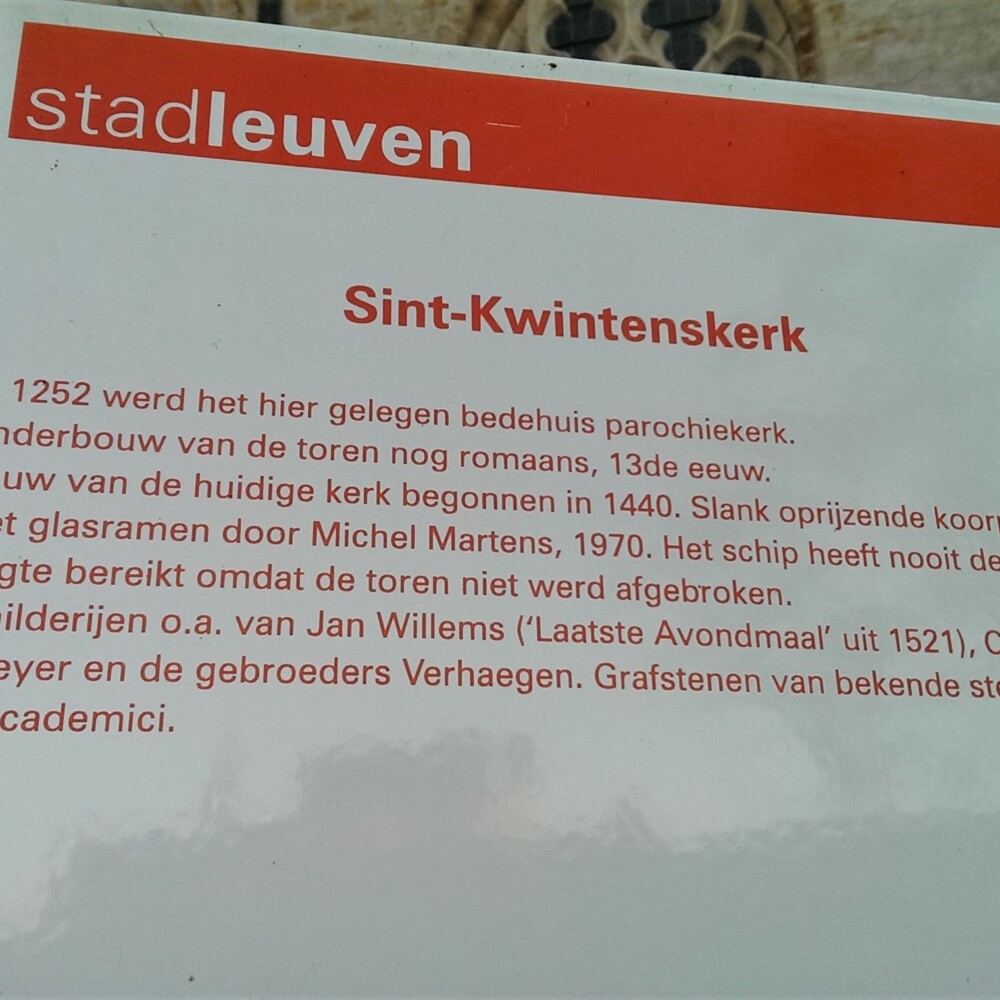 stadleuven
Sint-Kwintenskerk
1252 werd het hier gelegen bedehuis parochiekerk.
nderbouw van de toren nog romaans, 13de eeuw.
uw van de huidige kerk begonnen in 1440. Slank oprijzende koor
et glasramen door Michel Martens, 1970. Het schip heeft nooit de
gte bereikt omdat de toren niet werd afgebroken.
ilderijen o.a. van Jan Willems (‘Laatste Avondmaal’ uit 1521), C
eyer en de gebroeders Verhaegen. Grafstenen van bekende ste
cademici.